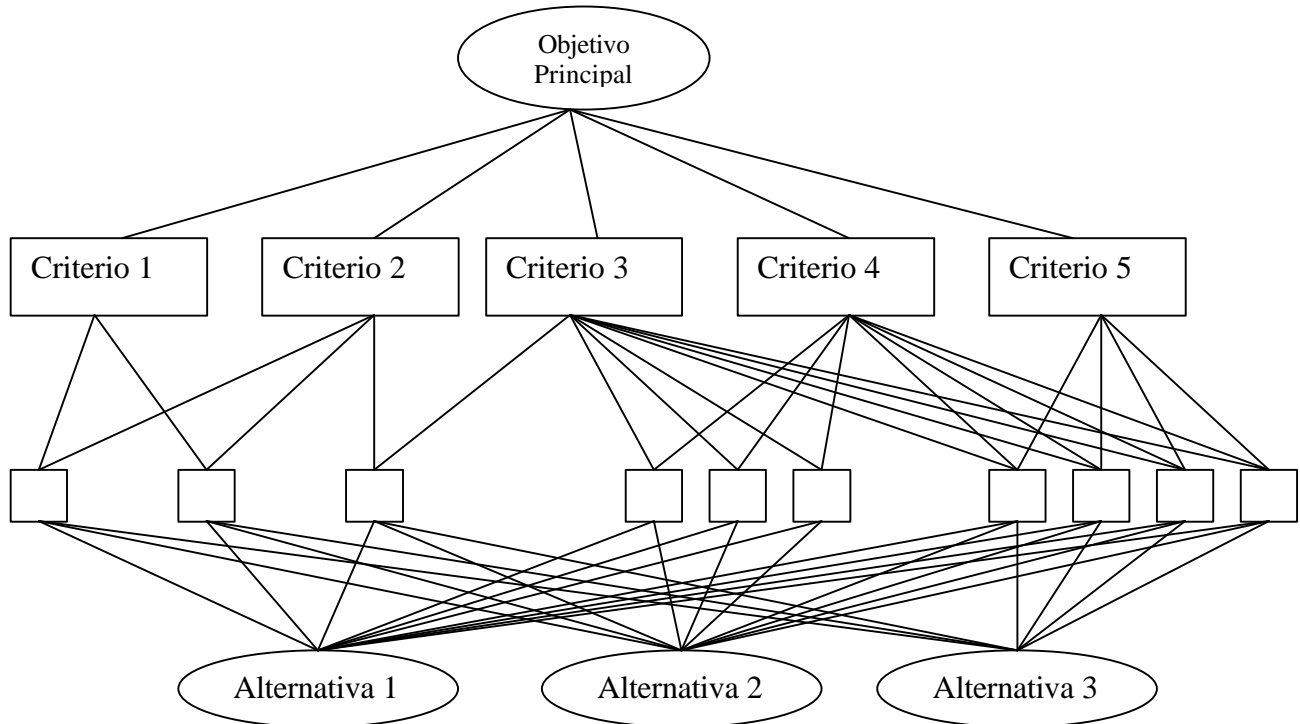 Objetivo
Principal
Criterio 1
Criterio 2
Criterio 3
Criterio 4
Criterio 5
Alternativa 1
Alternativa 2
Alternativa 3